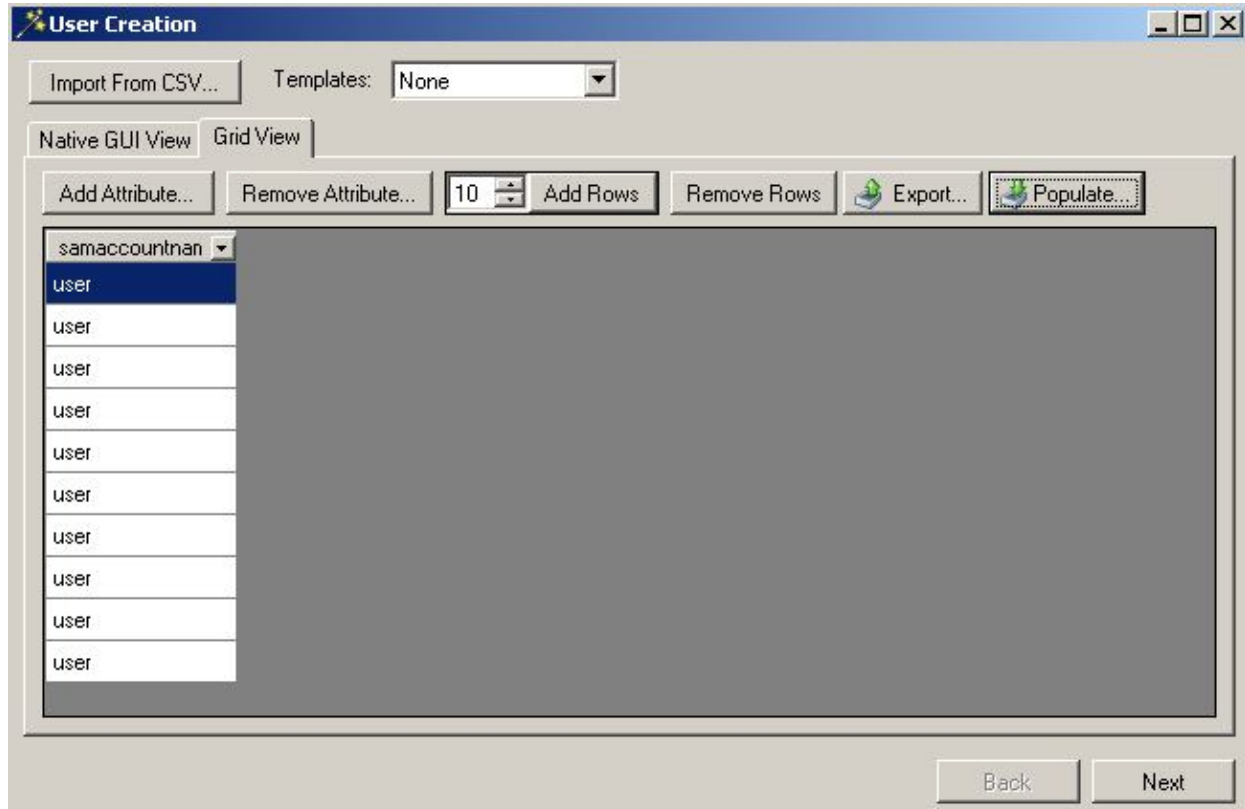 User Creation
Import From CSV... Templates: None
Native GUI View Grid View
Add Attribute... Remove Attribute... 10 Add Rows Remove Rows Export... Populate...
samaccountnan
user
user
user
user
user
user
user
user
user
user
Back Next